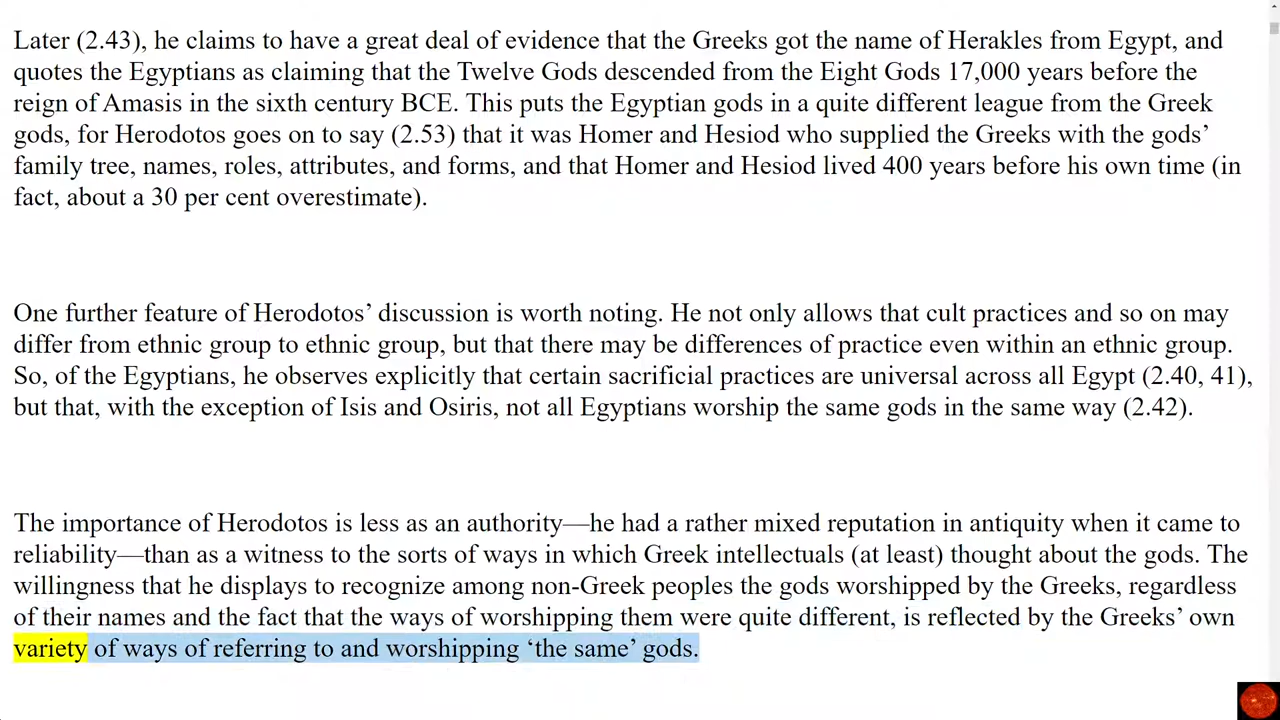 Later (2.43), he claims to have a great deal of evidence that the Greeks got the name of Herakles from Egypt, and
quotes the Egyptians as claiming that the Twelve Gods descended from the Eight Gods 17,000 years before the
reign of Amasis in the sixth century BCE. This puts the Egyptian gods in a quite different league from the Greek
gods, for Herodotos goes on to say (2.53) that it was Homer and Hesiod who supplied the Greeks with the gods’
family tree, names, roles, attributes, and forms, and that Homer and Hesiod lived 400 years before his own time (in
fact, about a 30 per cent overestimate).
One further feature of Herodotos’ discussion is worth noting. He not only allows that cult practices and so on may
differ from ethnic group to ethnic group, but that there may be differences of practice even within an ethnic group.
So, of the Egyptians, he observes explicitly that certain sacrificial practices are universal across all Egypt (2.40, 41),
but that, with the exception of Isis and Osiris, not all Egyptians worship the same gods in the same way (2.42).
The importance of Herodotos is less as an authority—he had a rather mixed reputation in antiquity when it came to
reliability—than as a witness to the sorts of ways in which Greek intellectuals (at least) thought about the gods. The
willingness that he displays to recognize among non-Greek peoples the gods worshipped by the Greeks, regardless
of their names and the fact that the ways of worshipping them were quite different, is reflected by the Greeks’ own
variety of ways of referring to and worshipping ‘the same’ gods.